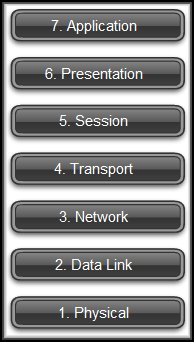 7. Application
6. Presentation
5. Session
4. Transport
3. Network
2. Data Link
1. Physical